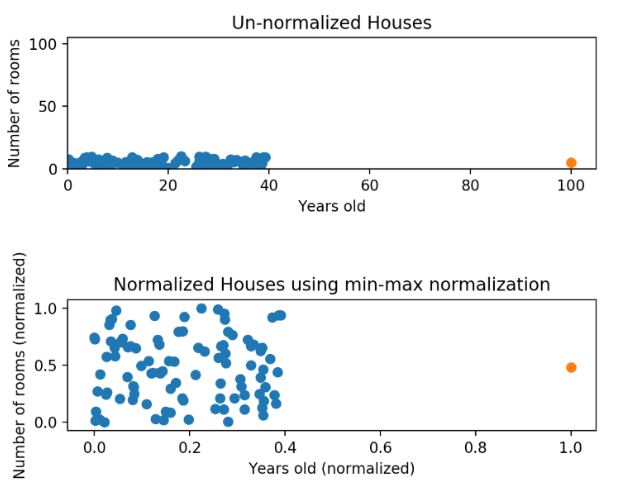 Un-normalized Houses
100
50
0
Number of rooms
0 20 40 60 80 100
Years old
Normalized Houses using min-max normalization
1.0
0.5
0.0
Number of rooms (normalized)
0.0 0.2 0.4 0.6 0.8 1.0
Years old (normalized)